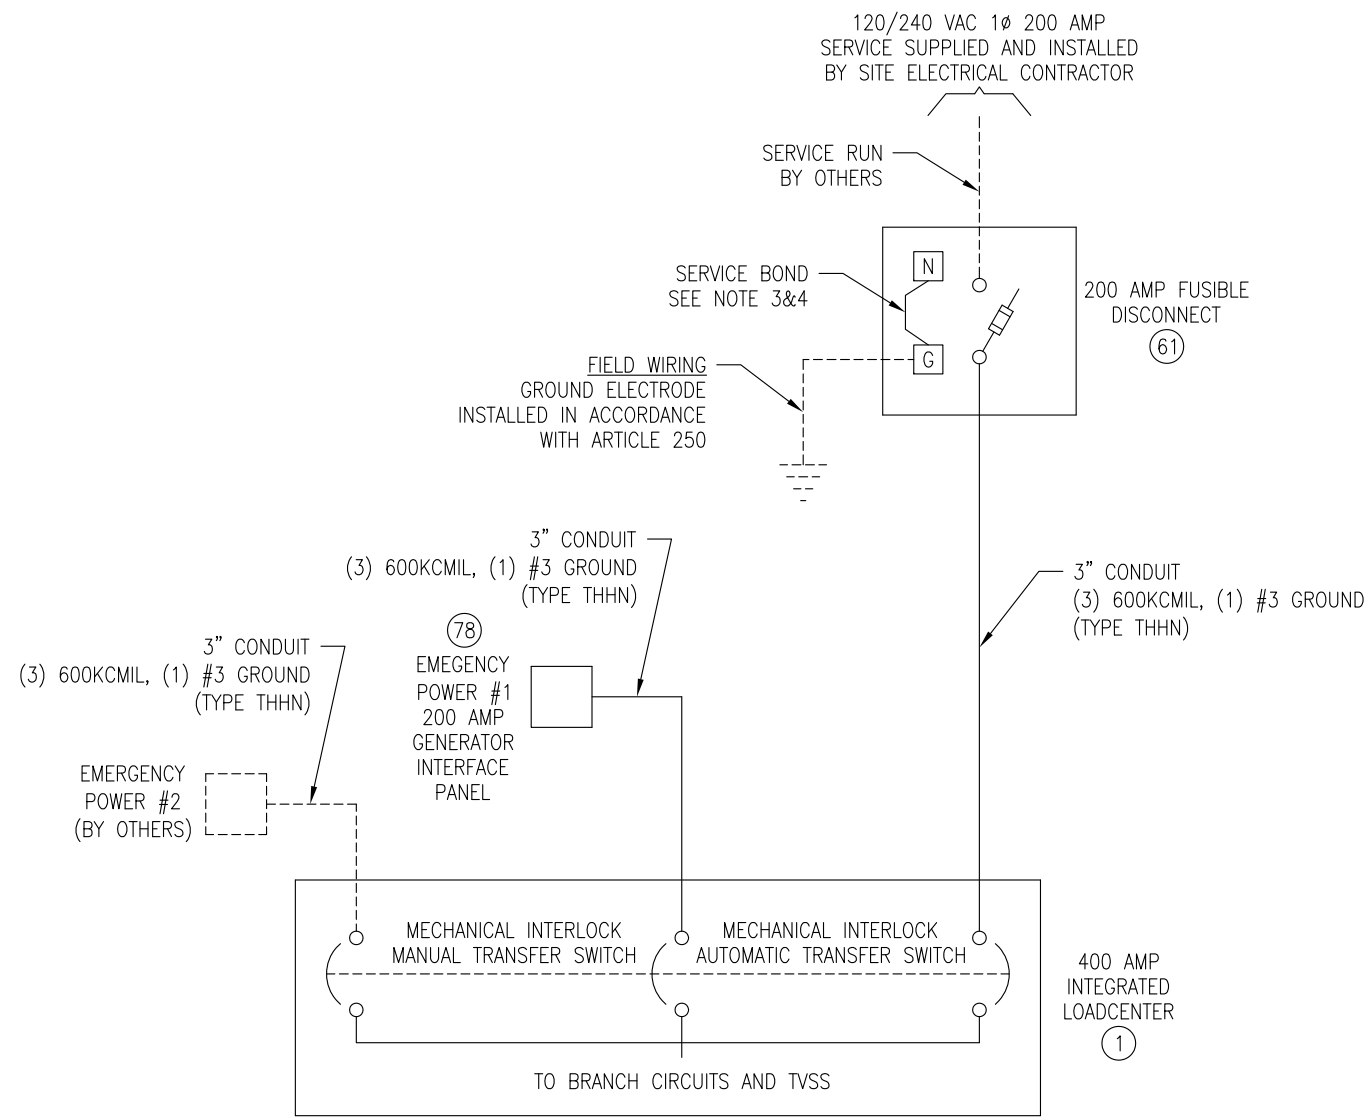 120/240 VAC 1ø 200 AMP
SERVICE SUPPLIED AND INSTALLED
BY SITE ELECTRICAL CONTRACTOR
SERVICE RUN
BY OTHERS
N
SERVICE BOND
SEE NOTE 3&4
200 AMP FUSIBLE
DISCONNECT
61
G
FIELD WIRING
GROUND ELECTRODE
INSTALLED IN ACCORDANCE
WITH ARTICLE 250
3" CONDUIT
(3) 600KCMIL, (1) #3 GROUND
(TYPE THHN)
3" CONDUIT
(3) 600KCMIL, (1) #3 GROUND
(TYPE THHN)
78
EMEGENCY
POWER #1
200 AMP
GENERATOR
INTERFACE
PANEL
3" CONDUIT
(3) 600KCMIL, (1) #3 GROUND
(TYPE THHN)
EMERGENCY
POWER #2
(BY OTHERS)
MECHANICAL INTERLOCK
MANUAL TRANSFER SWITCH
MECHANICAL INTERLOCK
AUTOMATIC TRANSFER SWITCH
400 AMP
INTEGRATED
LOADCENTER
1
TO BRANCH CIRCUITS AND TVSS